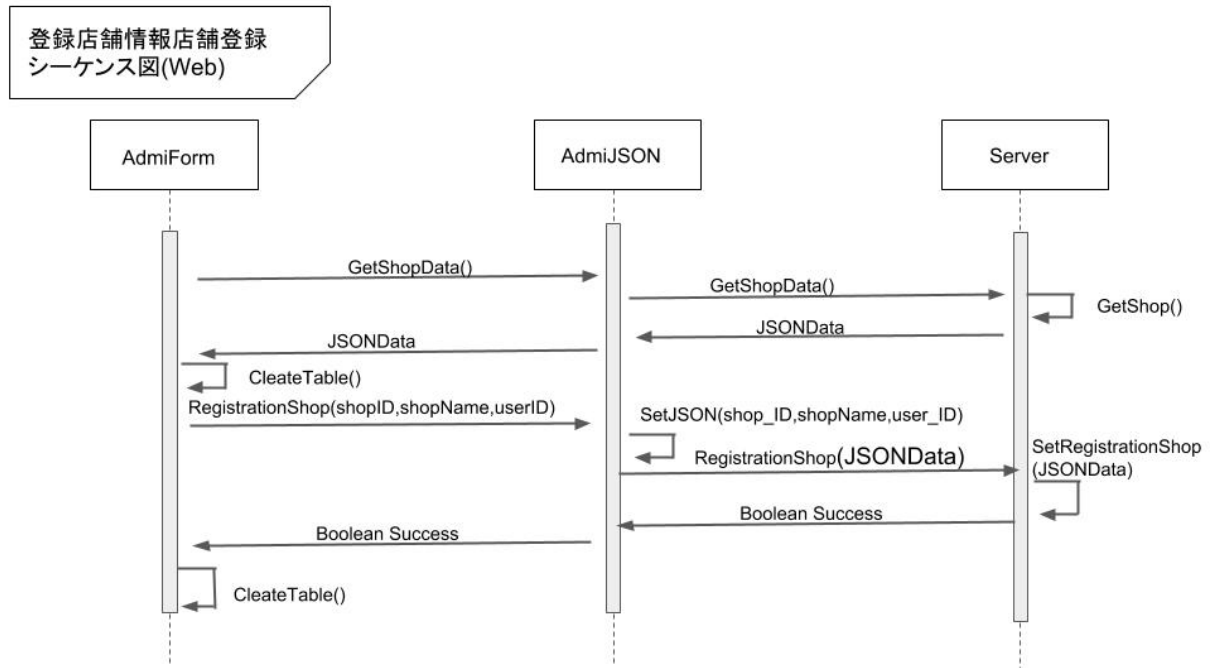 登録店舗情報店舗登録
シーケンス図(Web)
AdmiForm
AdmiJSON
Server
GetShopData()
GetShopData()
GetShop()
JSONData
JSONData
CleateTable()
RegistrationShop(shopID,shopName,userID)
SetJSON(shop_ID,shopName,user_ID)
RegistrationShop(JSONData)
SetRegistrationShop
(JSONData)
Boolean Success
Boolean Success
CleateTable()